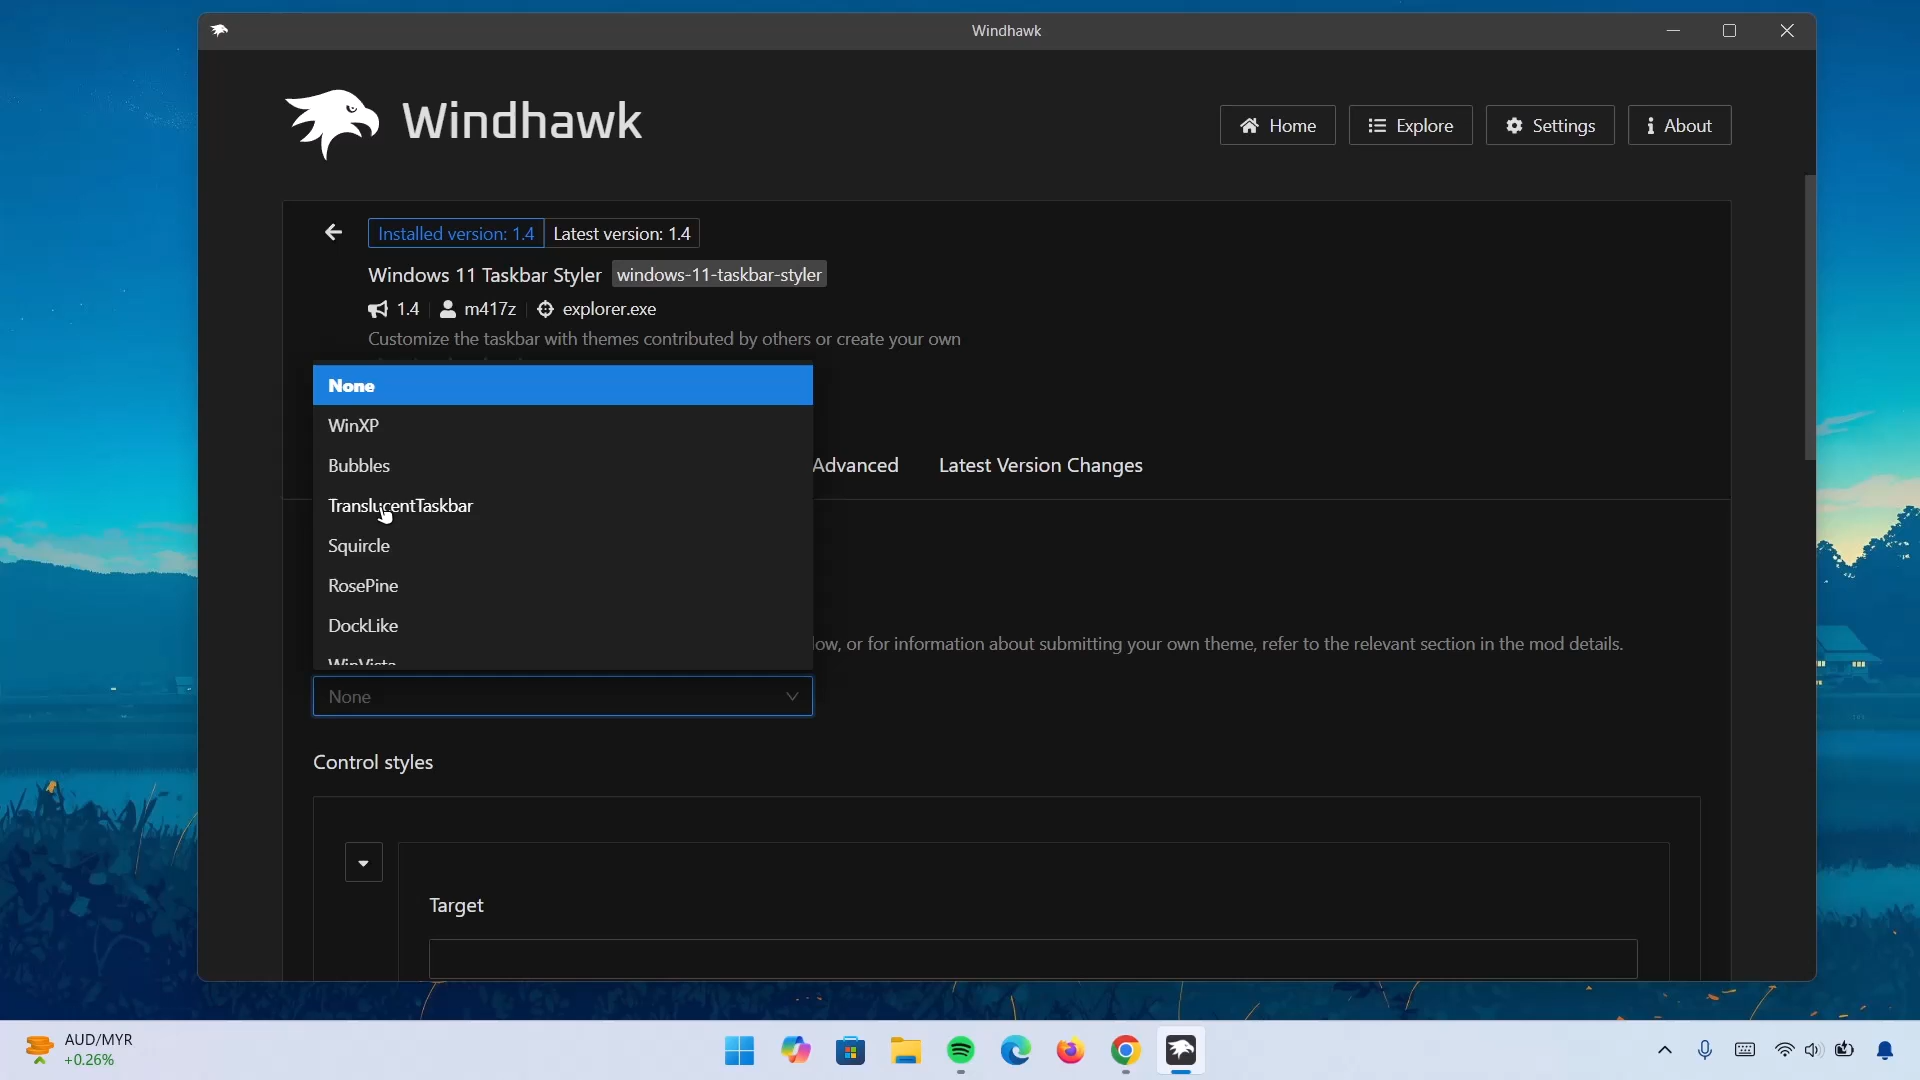 Windhawk
Windhawk
Home
Explore
Settings
About
Installed version: 1.4
Latest version: 1.4
Windows 11 Taskbar Styler
windows-11-taskbar-styler
1.4
m417z
explorer.exe
Customize the taskbar with themes contributed by others or create your own
None
WinXP
Bubbles
TranslucentTaskbar
Squircle
RosePine
DockLike
WinVista
Advanced
Latest Version Changes
low, or for information about submitting your own theme, refer to the relevant section in the mod details.
None
Control styles
Target
AUD/MYR
+0.26%